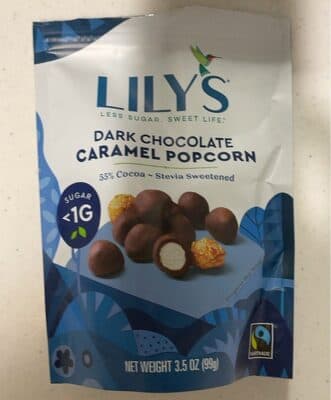 LILY'S
LESS SUGAR. SWEET LIFE.
DARK CHOCOLATE
CARAMEL POPCORN
55% Cocoa - Stevia Sweetened
SUGAR
<1G
FAIRTRADE
NET WEIGHT 3.5 OZ (99g)